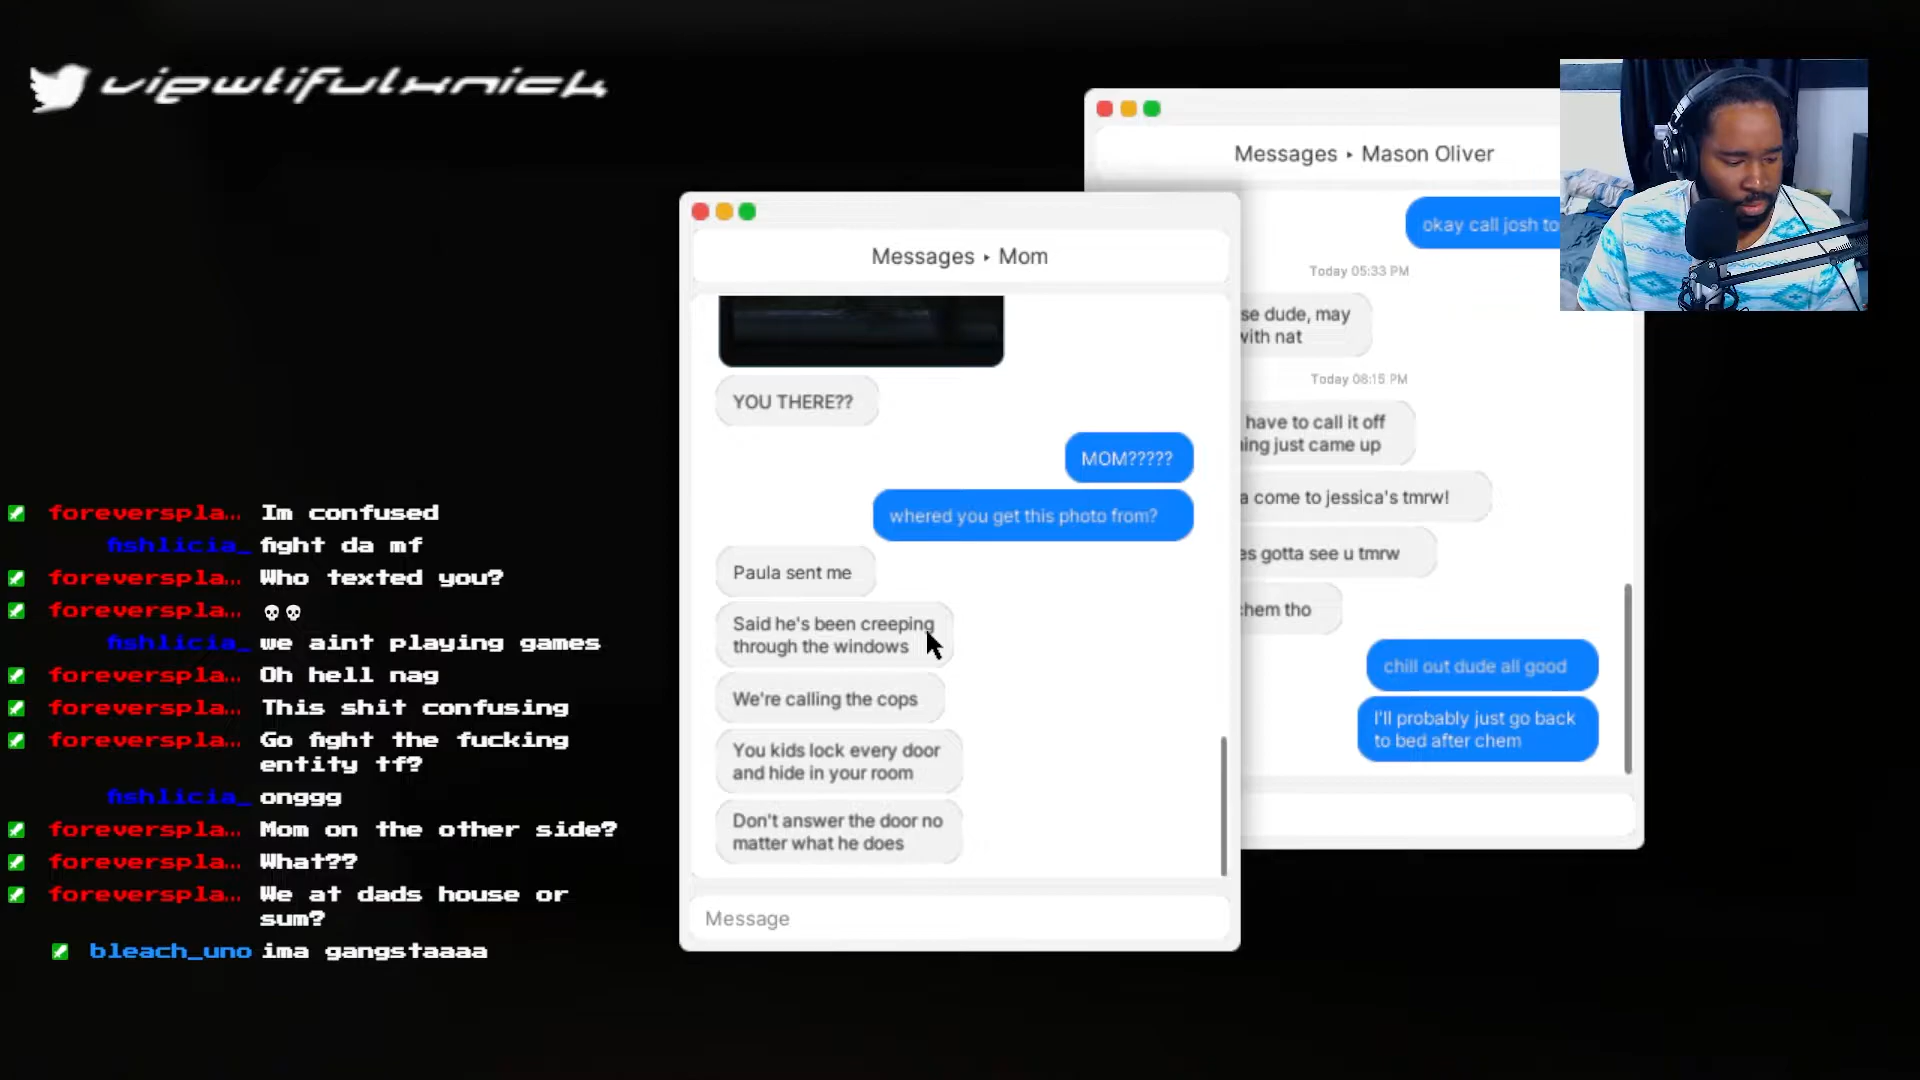 viewtifulxnick
foreverspla... Im confused
fishlicia_ fight da mf
foreverspla... Who texted you?
foreverspla... 💀💀
fishlicia_ we aint playing games
foreverspla... Oh hell nag
foreverspla... This shit confusing
foreverspla... Go fight the fucking
entity tf?
fishlicia_ onggg
foreverspla... Mom on the other side?
foreverspla... What??
foreverspla... We at dads house or
sum?
bleach_uno ima gangstaaaa
Messages ‣ Mom
YOU THERE??
MOM?????
whered you get this photo from?
Paula sent me
Said he's been creeping
through the windows
We're calling the cops
You kids lock every door
and hide in your room
Don't answer the door no
matter what he does
Message
Messages ‣ Mason Oliver
okay call josh to
Today 05:33 PM
se dude, may
with nat
Today 08:15 PM
have to call it off
ing just came up
a come to jessica's tmrw!
es gotta see u tmrw
chem tho
chill out dude all good
I'll probably just go back
to bed after chem